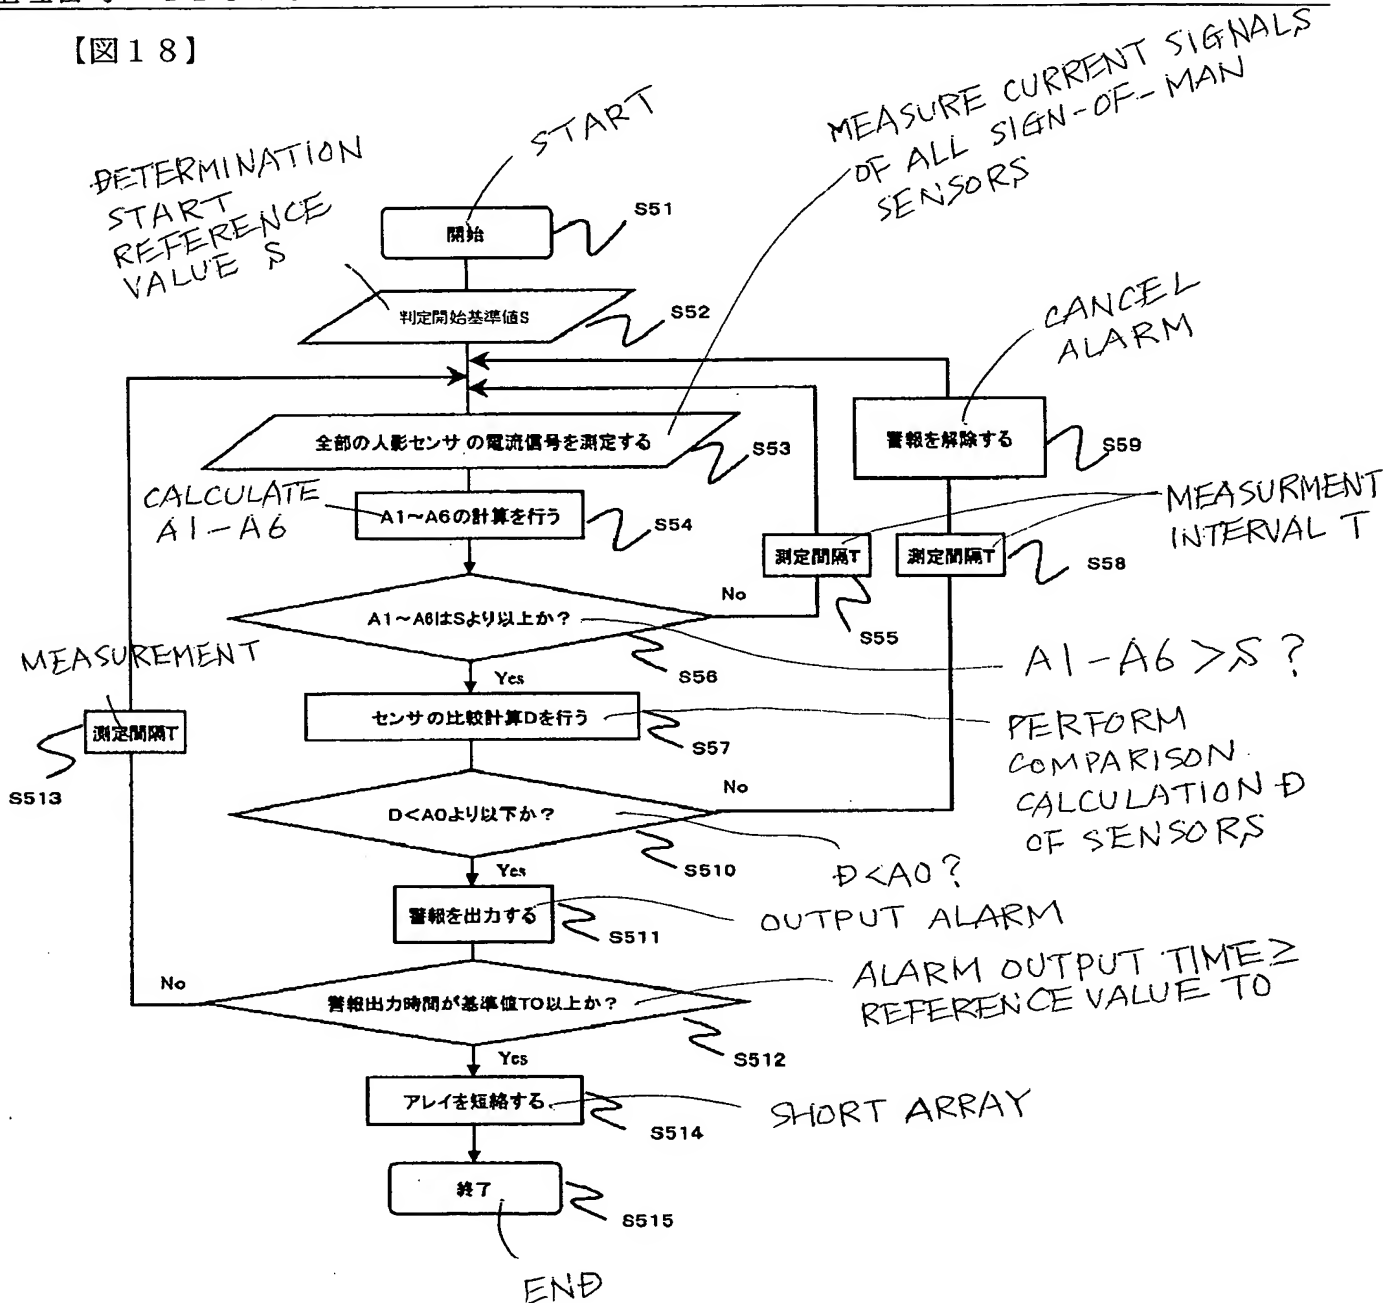 【図18】
MEASURE CURRENT SIGNALS
OF ALL SIGN-OF-MAN
SENSORS
START
DETERMINATION
START
REFERENCE
VALUE S
開始
S51
判定開始基準値S
S52
CANCEL
ALARM
全部の人影センサの電流信号を測定する
S53
警報を解除する
S59
CALCULATE
A1-A6
A1~A6の計算を行う
S54
測定間隔T
S55
測定間隔T
S58
MEASURMENT
INTERVAL T
A1~A6はSより以上か?
No
S56
Yes
A1-A6>S?
MEASUREMENT
測定間隔T
S513
センサの比較計算Dを行う
S57
PERFORM
COMPARISON
CALCULATION D
OF SENSORS
D<A0より以下か?
No
S510
Yes
D<A0?
警報を出力する
S511
OUTPUT ALARM
警報出力時間が基準値T0以上か?
No
S512
Yes
ALARM OUTPUT TIME≥
REFERENCE VALUE T0
アレイを短絡する
S514
SHORT ARRAY
終了
S515
END